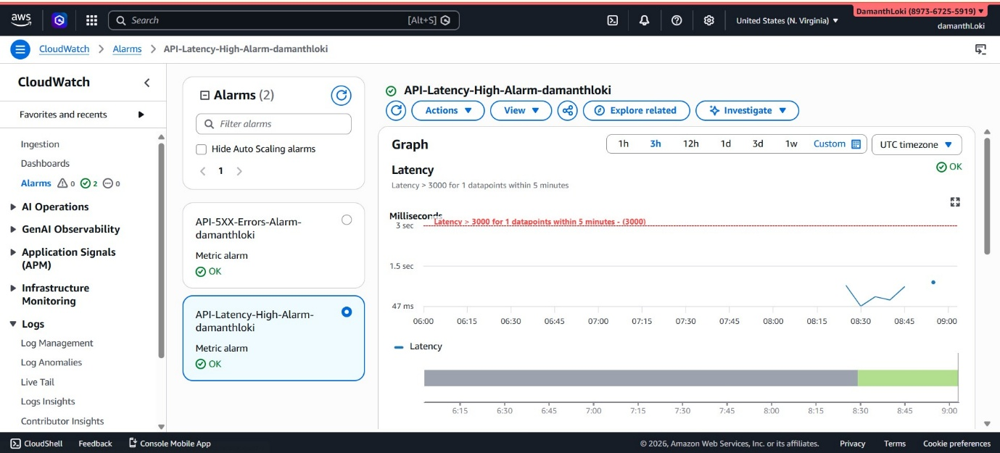 aws
Search
[Alt+S]
United States (N. Virginia)
DamanthLoki (8973-6725-5919)
damanthLoki
CloudWatch
Alarms
API-Latency-High-Alarm-damanthloki
CloudWatch
Favorites and recents
Ingestion
Dashboards
Alarms 0 2 0
AI Operations
GenAI Observability
Application Signals
(APM)
Infrastructure
Monitoring
Logs
Log Management
Log Anomalies
Live Tail
Logs Insights
Contributor Insights
Alarms (2)
Filter alarms
Hide Auto Scaling alarms
1
API-5XX-Errors-Alarm-
damanthloki
Metric alarm
OK
API-Latency-High-Alarm-
damanthloki
Metric alarm
OK
API-Latency-High-Alarm-damanthloki
Actions View Explore related Investigate
Graph
1h 3h 12h 1d 3d 1w Custom UTC timezone
Latency
OK
Latency > 3000 for 1 datapoints within 5 minutes
Milliseconds
Latency > 3000 for 1 datapoints within 5 minutes - (3000)
3 sec
1.5 sec
47 ms
06:00 06:15 06:30 06:45 07:00 07:15 07:30 07:45 08:00 08:15 08:30 08:45 09:00
Latency
6:15 6:30 6:45 7:00 7:15 7:30 7:45 8:00 8:15 8:30 8:45 9:00
CloudShell Feedback Console Mobile App © 2026, Amazon Web Services, Inc. or its affiliates. Privacy Terms Cookie preferences